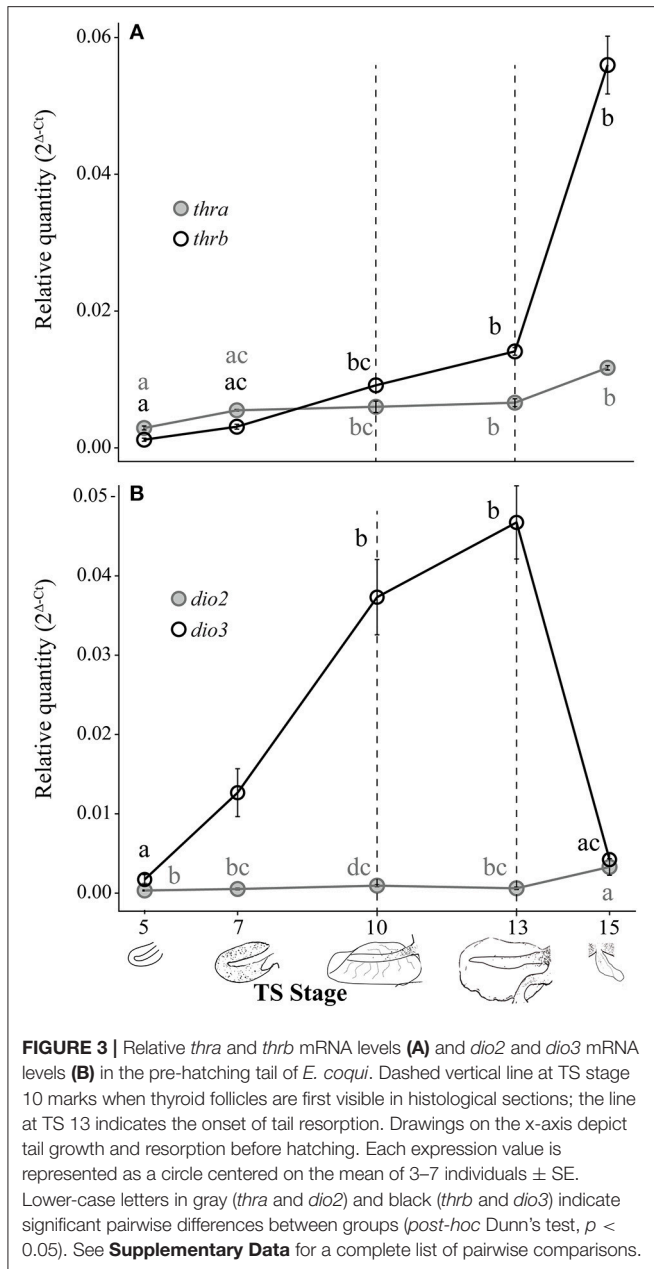 A
0.06
0.04
0.02
0.00
Relative quantity (2^Δ-Ct)
thra
thrb
a
a
ac
ac
bc
bc
b
b
b
b
B
0.05
0.04
0.03
0.02
0.01
0.00
Relative quantity (2^Δ-Ct)
dio2
dio3
a
b
bc
b
dc
b
bc
ac
a
5 7 10 13 15
TS Stage
FIGURE 3 | Relative thra and thrb mRNA levels (A) and dio2 and dio3 mRNA
levels (B) in the pre-hatching tail of E. coqui. Dashed vertical line at TS stage
10 marks when thyroid follicles are first visible in histological sections; the line
at TS 13 indicates the onset of tail resorption. Drawings on the x-axis depict
tail growth and resorption before hatching. Each expression value is
represented as a circle centered on the mean of 3–7 individuals ± SE.
Lower-case letters in gray (thra and dio2) and black (thrb and dio3) indicate
significant pairwise differences between groups (post-hoc Dunn's test, p <
0.05). See Supplementary Data for a complete list of pairwise comparisons.